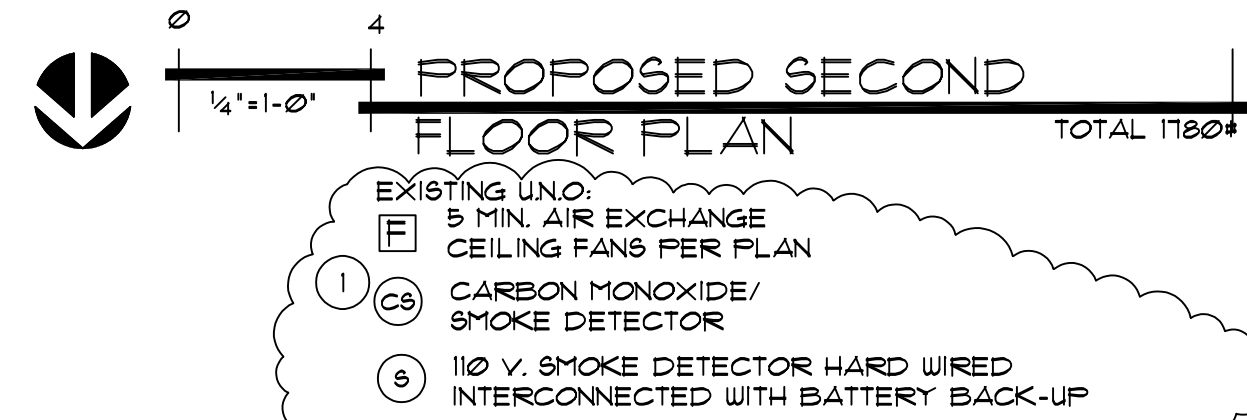 Ø 4
PROPOSED SECOND
1/4"=1-Ø"
FLOOR PLAN
TOTAL 1780#
EXISTING U.N.O:
F 5 MIN. AIR EXCHANGE
CEILING FANS PER PLAN
1 CS CARBON MONOXIDE/
SMOKE DETECTOR
S 11Ø V. SMOKE DETECTOR HARD WIRED
INTERCONNECTED WITH BATTERY BACK-UP